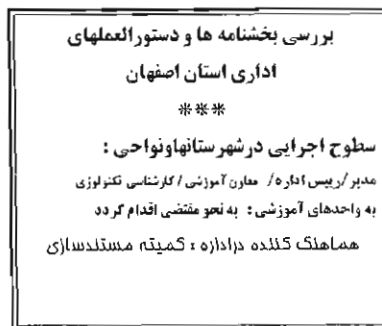 بررسی بخشنامه ها و دستورالعملهای
اداری استان اصفهان
***
سطوح اجرایی درشهرستانهاونواحی :
مدیر/رییس اداره/ معاون آموزشی/کارشناسی تکنولوژی
به واحدهای آموزشی: به نحو مقتضی اقدام گردد
هماهنگ کننده دراداره : کمیته مستندسازی